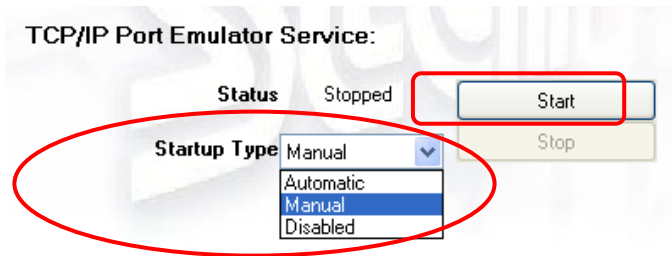 TCP/IP Port Emulator Service:
Status Stopped Start
Startup Type Manual Stop
Automatic
Manual
Disabled